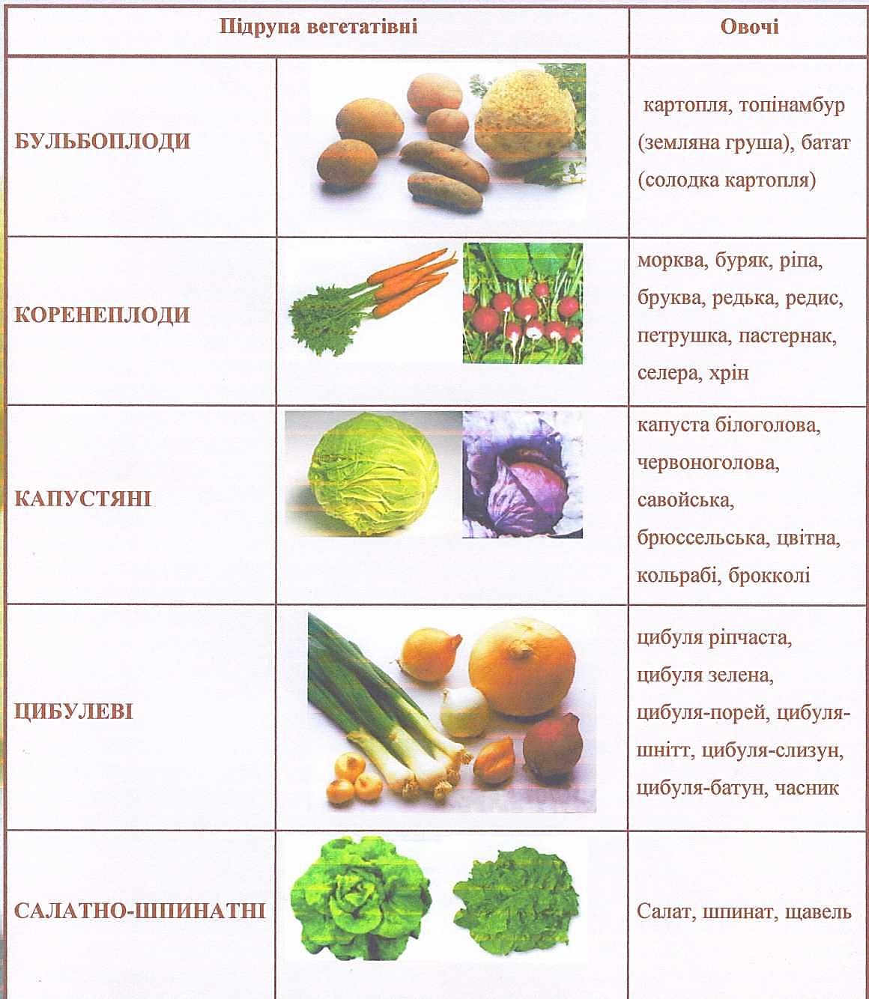 Підрупа вегетатівні
Овочі
БУЛЬБОПЛОДИ
картопля, топінамбур
(земляна груша), батат
(солодка картопля)
КОРЕНЕПЛОДИ
морква, буряк, ріпа,
бруква, редька, редис,
петрушка, пастернак,
селера, хрін
КАПУСТЯНІ
капуста білоголова,
червоноголова,
савойська,
брюссельська, цвітна,
кольрабі, брокколі
ЦИБУЛЕВІ
цибуля ріпчаста,
цибуля зелена,
цибуля-порей, цибуля-
шнітт, цибуля-слизун,
цибуля-батун, часник
САЛАТНО-ШПИНАТНІ
Салат, шпинат, щавель